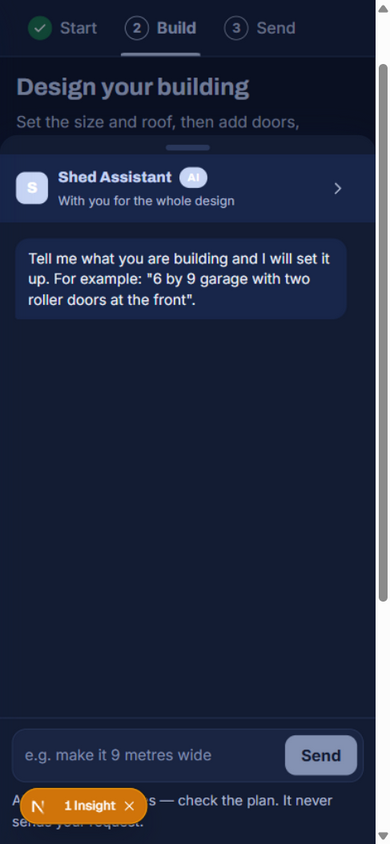 Start
2 Build
3 Send
Design your building
Set the size and roof, then add doors,
S
Shed Assistant AI
With you for the whole design
Tell me what you are building and I will set it
up. For example: "6 by 9 garage with two
roller doors at the front".
e.g. make it 9 metres wide
Send
s — check the plan. It never
N 1 Insight
your request.